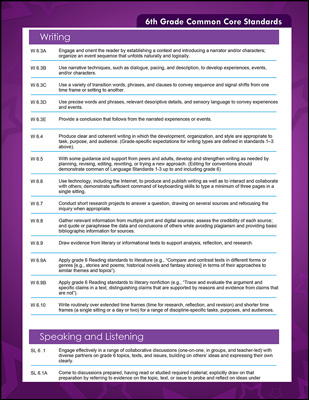 6th Grade Common Core Standards
Writing
W 6.3A Engage and orient the reader by establishing a context and introducing a narrator and/or characters;
organize an event sequence that unfolds naturally and logically.
W 6.3B Use narrative techniques, such as dialogue, pacing, and description, to develop experiences, events,
and/or characters.
W 6.3C Use a variety of transition words, phrases, and clauses to convey sequence and signal shifts from one
time frame or setting to another.
W 6.3D Use precise words and phrases, relevant descriptive details, and sensory language to convey experiences
and events.
W 6.3E Provide a conclusion that follows from the narrated experiences or events.
W 6.4 Produce clear and coherent writing in which the development, organization, and style are appropriate to
task, purpose, and audience. (Grade-specific expectations for writing types are defined in standards 1–3
above).
W 6.5 With some guidance and support from peers and adults, develop and strengthen writing as needed by
planning, revising, editing, rewriting, or trying a new approach. (Editing for conventions should
demonstrate comman of Language Standards 1-3 up to and including grade 6)
W 6.6 Use technology, including the Internet, to produce and publish writing as well as to interact and collaborate
with others; demonstrate sufficient command of keyboarding skills to type a minimum of three pages in a
single sitting.
W 6.7 Conduct short research projects to answer a question, drawing on several sources and refocusing the
inquiry when appropriate.
W 6.8 Gather relevant information from multiple print and digital sources; assess the credibility of each source;
and quote or paraphrase the data and conclusions of others while avoiding plagiarism and providing basic
bibliographic information for sources.
W 6.9 Draw evidence from literary or informational texts to support analysis, reflection, and research.
W 6.9A Apply grade 6 Reading standards to literature (e.g., “Compare and contrast texts in different forms or
genres [e.g., stories and poems; historical novels and fantasy stories] in terms of their approaches to
similar themes and topics”).
W 6.9B Apply grade 6 Reading standards to literary nonfiction (e.g., “Trace and evaluate the argument and
specific claims in a text, distinguishing claims that are supported by reasons and evidence from claims that
are not”).
W 6.10 Write routinely over extended time frames (time for research, reflection, and revision) and shorter time
frames (a single sitting or a day or two) for a range of discipline-specific tasks, purposes, and audiences.
Speaking and Listening
SL 6 .1 Engage effectively in a range of collaborative discussions (one-on-one, in groups, and teacher-led) with
diverse partners on grade 6 topics, texts, and issues, building on others' ideas and expressing their own
clearly.
SL 6.1A Come to discussions prepared, having read or studied required material; explicitly draw on that
preparation by referring to evidence on the topic, text, or issue to probe and reflect on ideas under